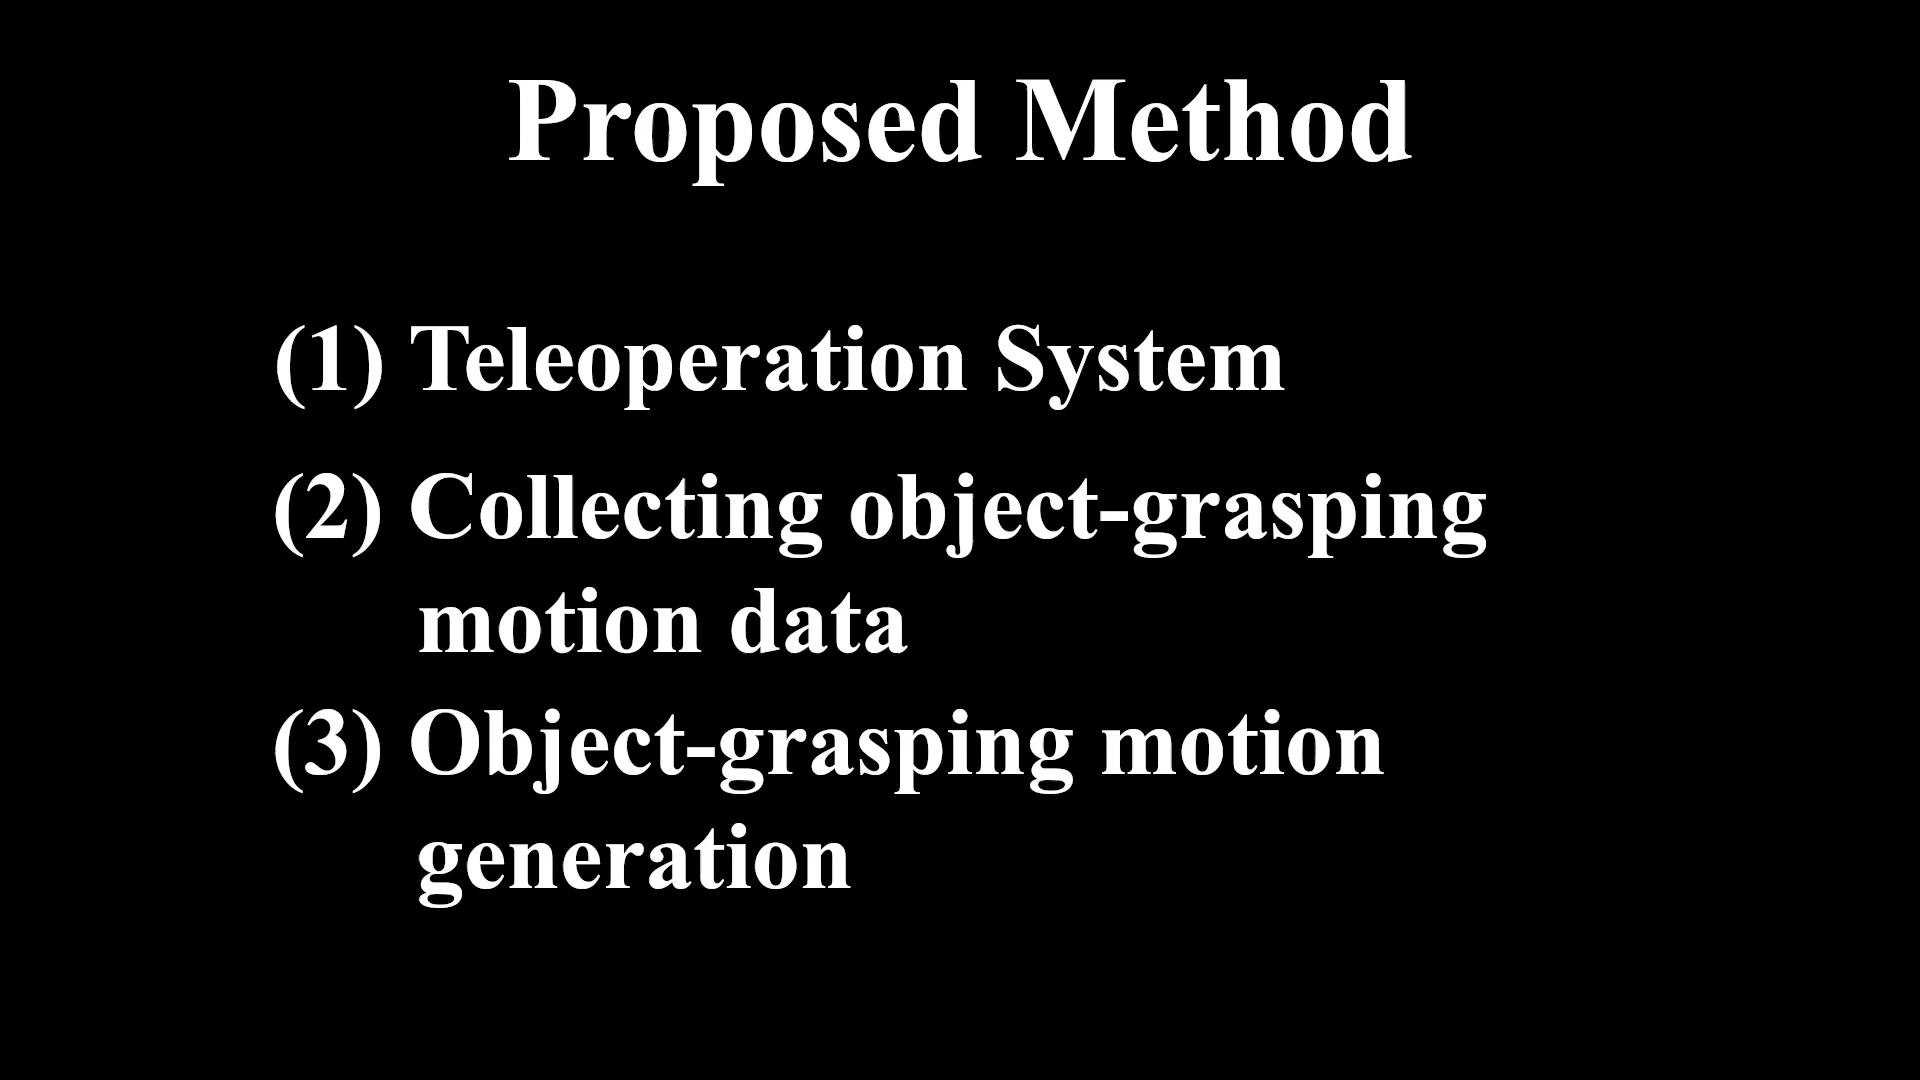 Proposed Method
(1) Teleoperation System
(2) Collecting object-grasping
motion data
(3) Object-grasping motion
generation